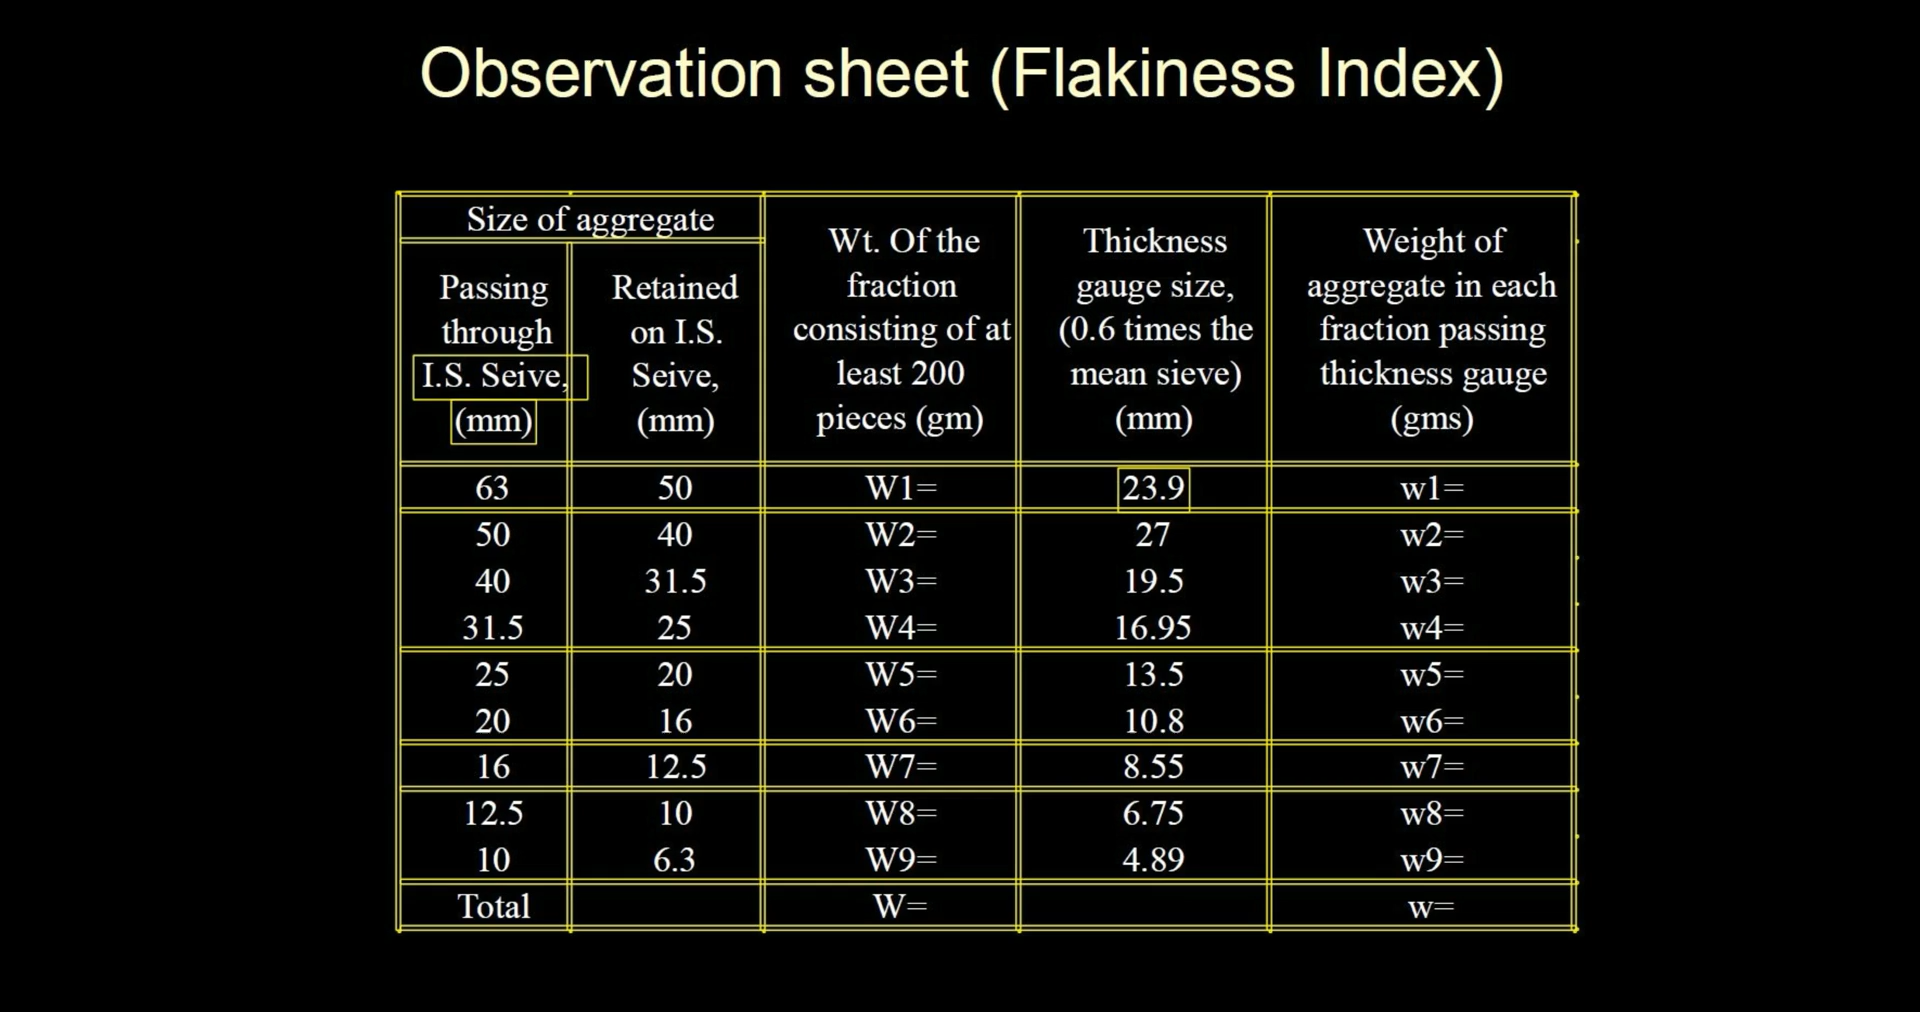 Observation sheet (Flakiness Index)
Size of aggregate
Passing
through
I.S. Seive,
(mm)
Retained
on I.S.
Seive,
(mm)
Wt. Of the
fraction
consisting of at
least 200
pieces (gm)
Thickness
gauge size,
(0.6 times the
mean sieve)
(mm)
Weight of
aggregate in each
fraction passing
thickness gauge
(gms)
63 50 W1= 23.9 w1=
50 40 W2= 27 w2=
40 31.5 W3= 19.5 w3=
31.5 25 W4= 16.95 w4=
25 20 W5= 13.5 w5=
20 16 W6= 10.8 w6=
16 12.5 W7= 8.55 w7=
12.5 10 W8= 6.75 w8=
10 6.3 W9= 4.89 w9=
Total W= w=